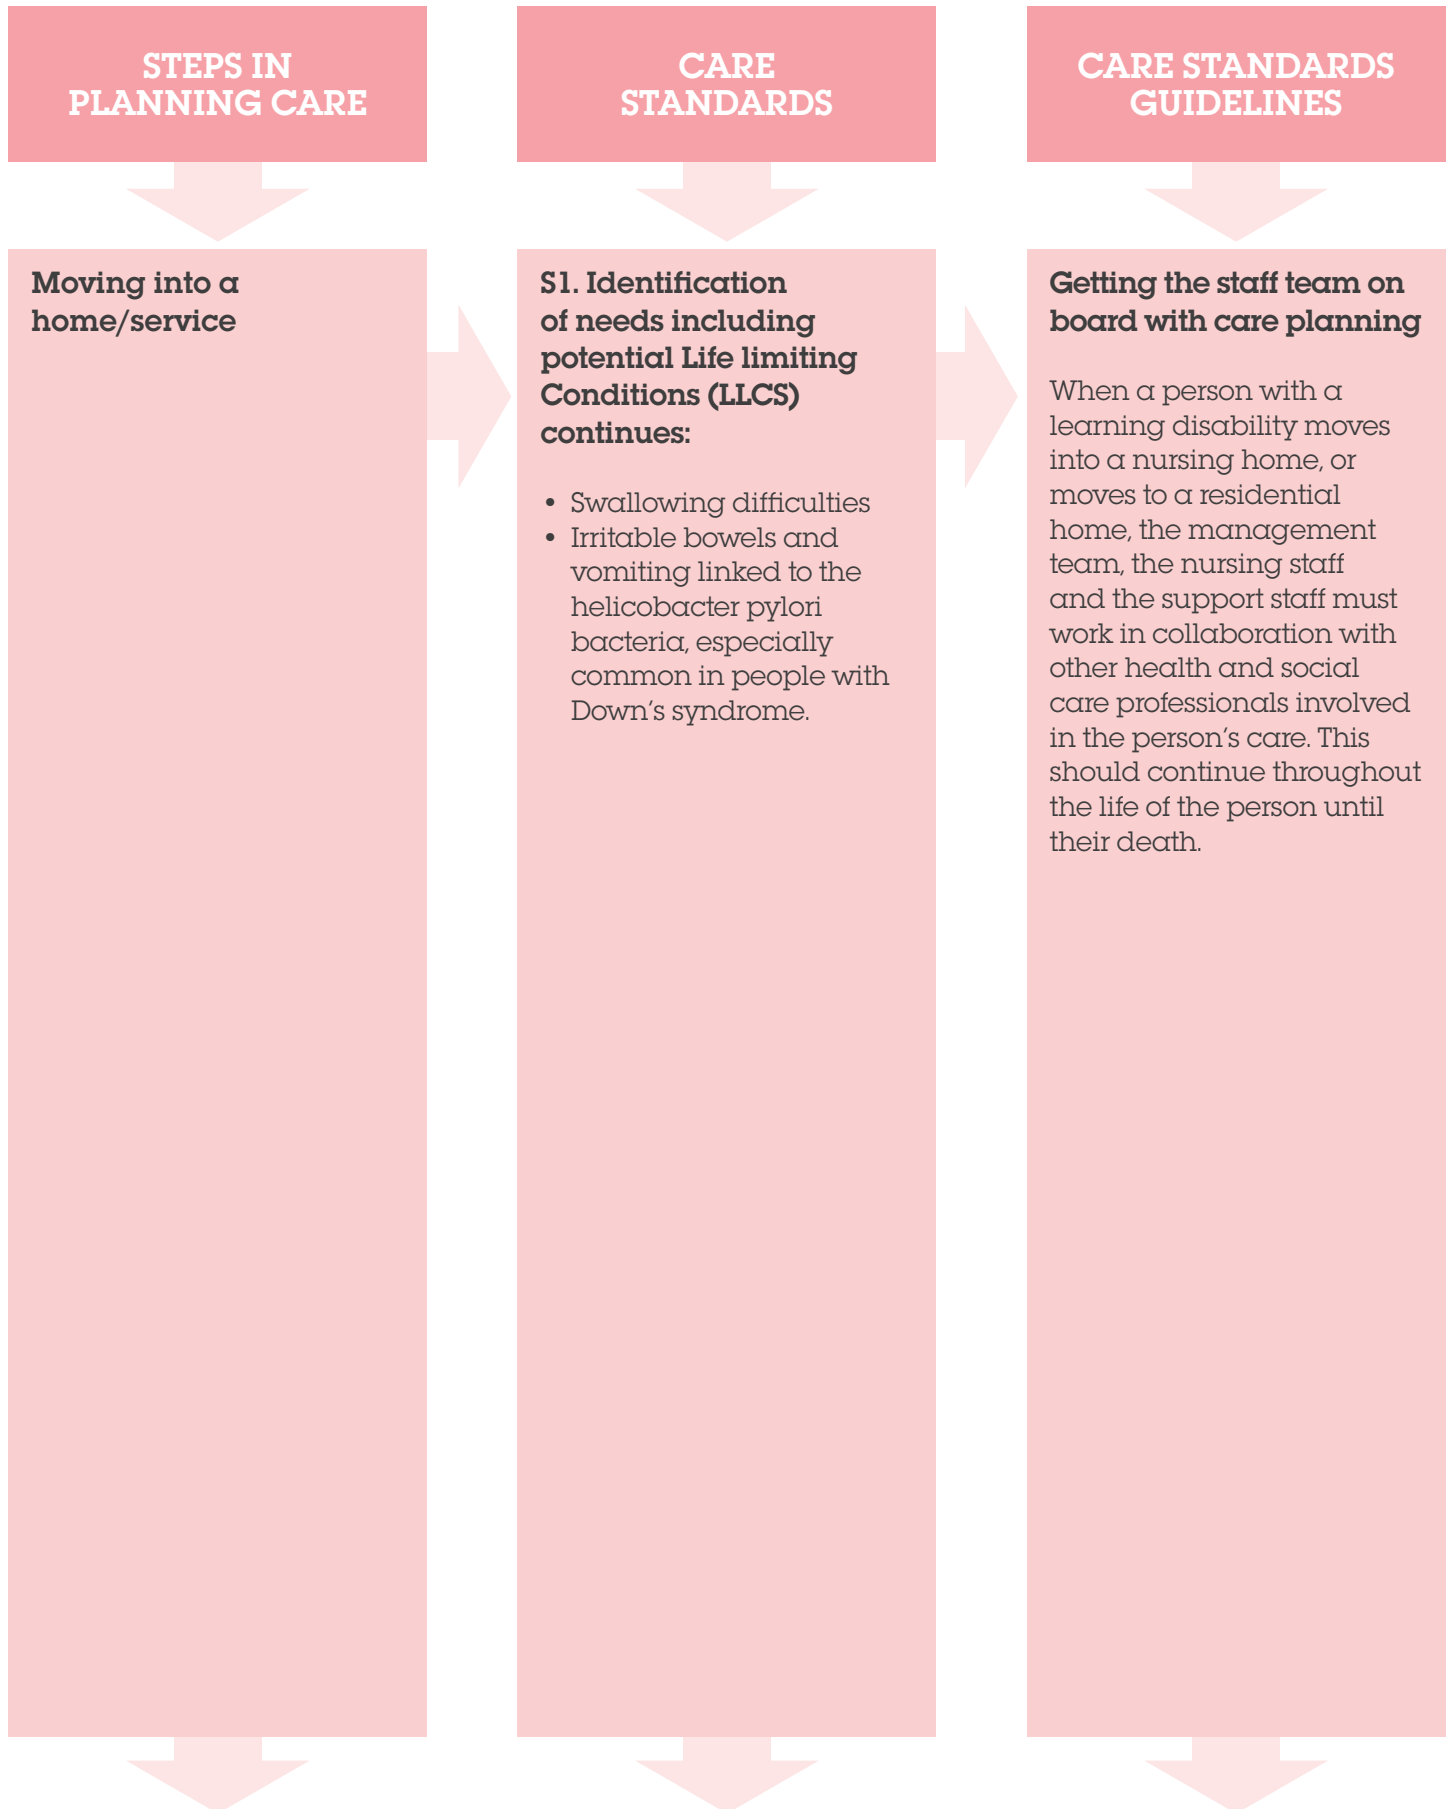 STEPS IN
PLANNING CARE
CARE
STANDARDS
CARE STANDARDS
GUIDELINES
Moving into a
home/service
S1. Identification
of needs including
potential Life limiting
Conditions (LLCS)
continues:
• Swallowing difficulties
• Irritable bowels and
vomiting linked to the
helicobacter pylori
bacteria, especially
common in people with
Down's syndrome.
Getting the staff team on
board with care planning
When a person with a
learning disability moves
into a nursing home, or
moves to a residential
home, the management
team, the nursing staff
and the support staff must
work in collaboration with
other health and social
care professionals involved
in the person's care. This
should continue throughout
the life of the person until
their death.